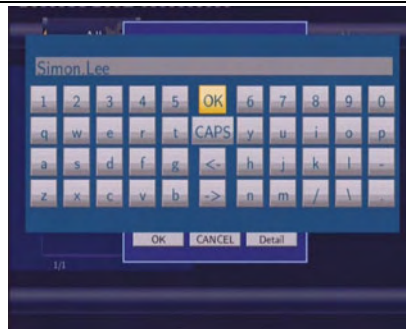 Simon.Lee
1 2 3 4 5 OK 6 7 8 9 0
q w e r t CAPS y u i o p
a s d f g <- h j k l -
z x c v b -> n m / \ .
OK CANCEL Detail
1/1